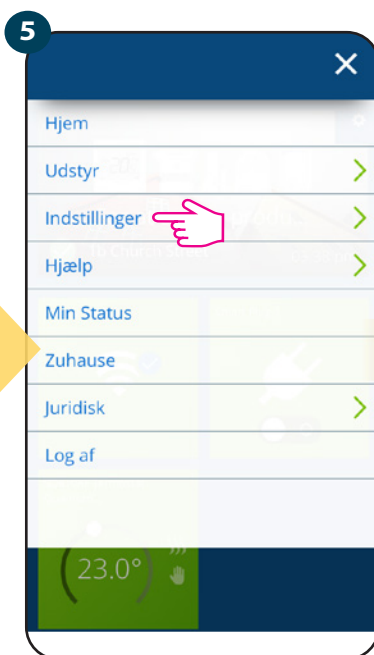 5
Hjem
Udstyr
Indstillinger
Hjælp
Min Status
Zuhause
Juridisk
Log af
23.0°